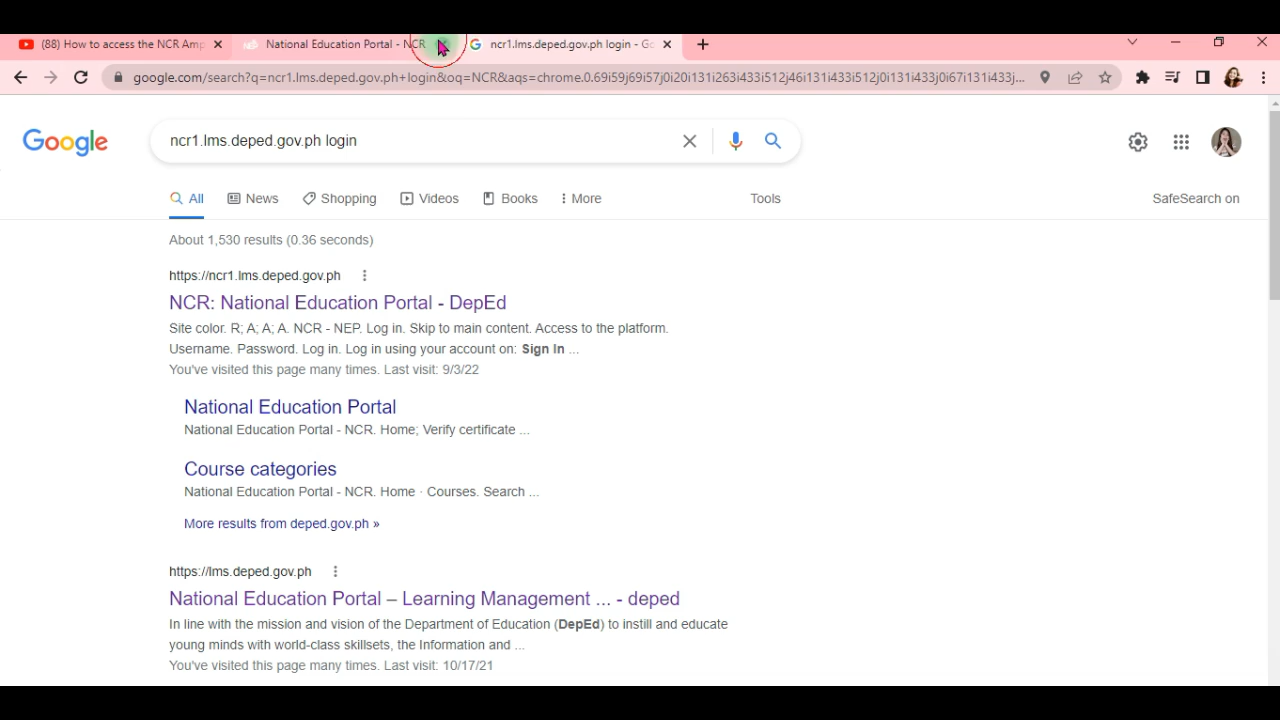 (88) How to access the NCR Amp
National Education Portal - NCR
ncr1.lms.deped.gov.ph login - Go
google.com/search?q=ncr1.lms.deped.gov.ph+login&oq=NCR&aqs=chrome.0.69i59j69i57j0i20i131i263i433i512j46i131i433i512j0i131i433j0i67i131i433j...
Google
ncr1.lms.deped.gov.ph login
All
News
Shopping
Videos
Books
More
Tools
SafeSearch on
About 1,530 results (0.36 seconds)
https://ncr1.lms.deped.gov.ph
NCR: National Education Portal - DepEd
Site color. R; A; A; A. NCR - NEP. Log in. Skip to main content. Access to the platform.
Username. Password. Log in. Log in using your account on: Sign In ...
You've visited this page many times. Last visit: 9/3/22
National Education Portal
National Education Portal - NCR. Home; Verify certificate ...
Course categories
National Education Portal - NCR. Home · Courses. Search ...
More results from deped.gov.ph »
https://lms.deped.gov.ph
National Education Portal – Learning Management ... - deped
In line with the mission and vision of the Department of Education (DepEd) to instill and educate
young minds with world-class skillsets, the Information and ...
You've visited this page many times. Last visit: 10/17/21